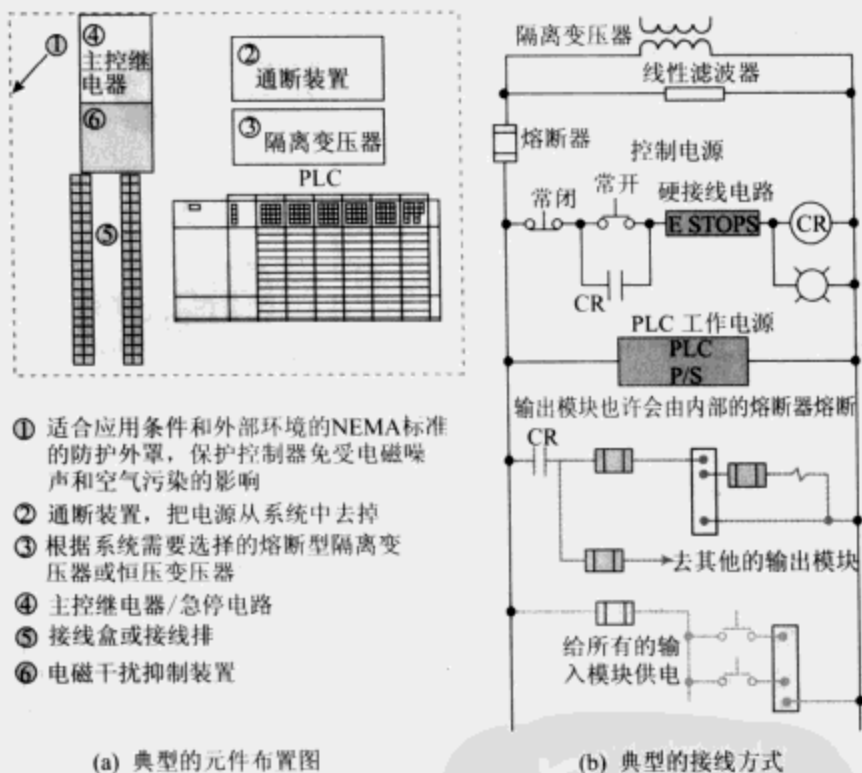 ①
④
主控继
电器
⑥
⑤
②
通断装置
③
隔离变压器
PLC
① 适合应用条件和外部环境的NEMA标准
的防护外罩，保护控制器免受电磁噪
声和空气污染的影响
② 通断装置，把电源从系统中去掉
③ 根据系统需要选择的熔断型隔离变
压器或恒压变压器
④ 主控继电器/急停电路
⑤ 接线盒或接线排
⑥ 电磁干扰抑制装置
(a) 典型的元件布置图
隔离变压器
线性滤波器
熔断器
控制电源
常闭
常开
硬接线电路
E STOPS
CR
CR
PLC 工作电源
PLC
P/S
输出模块也许会由内部的熔断器熔断
CR
去其他的输出模块
给所有的输
入模块供电
(b) 典型的接线方式